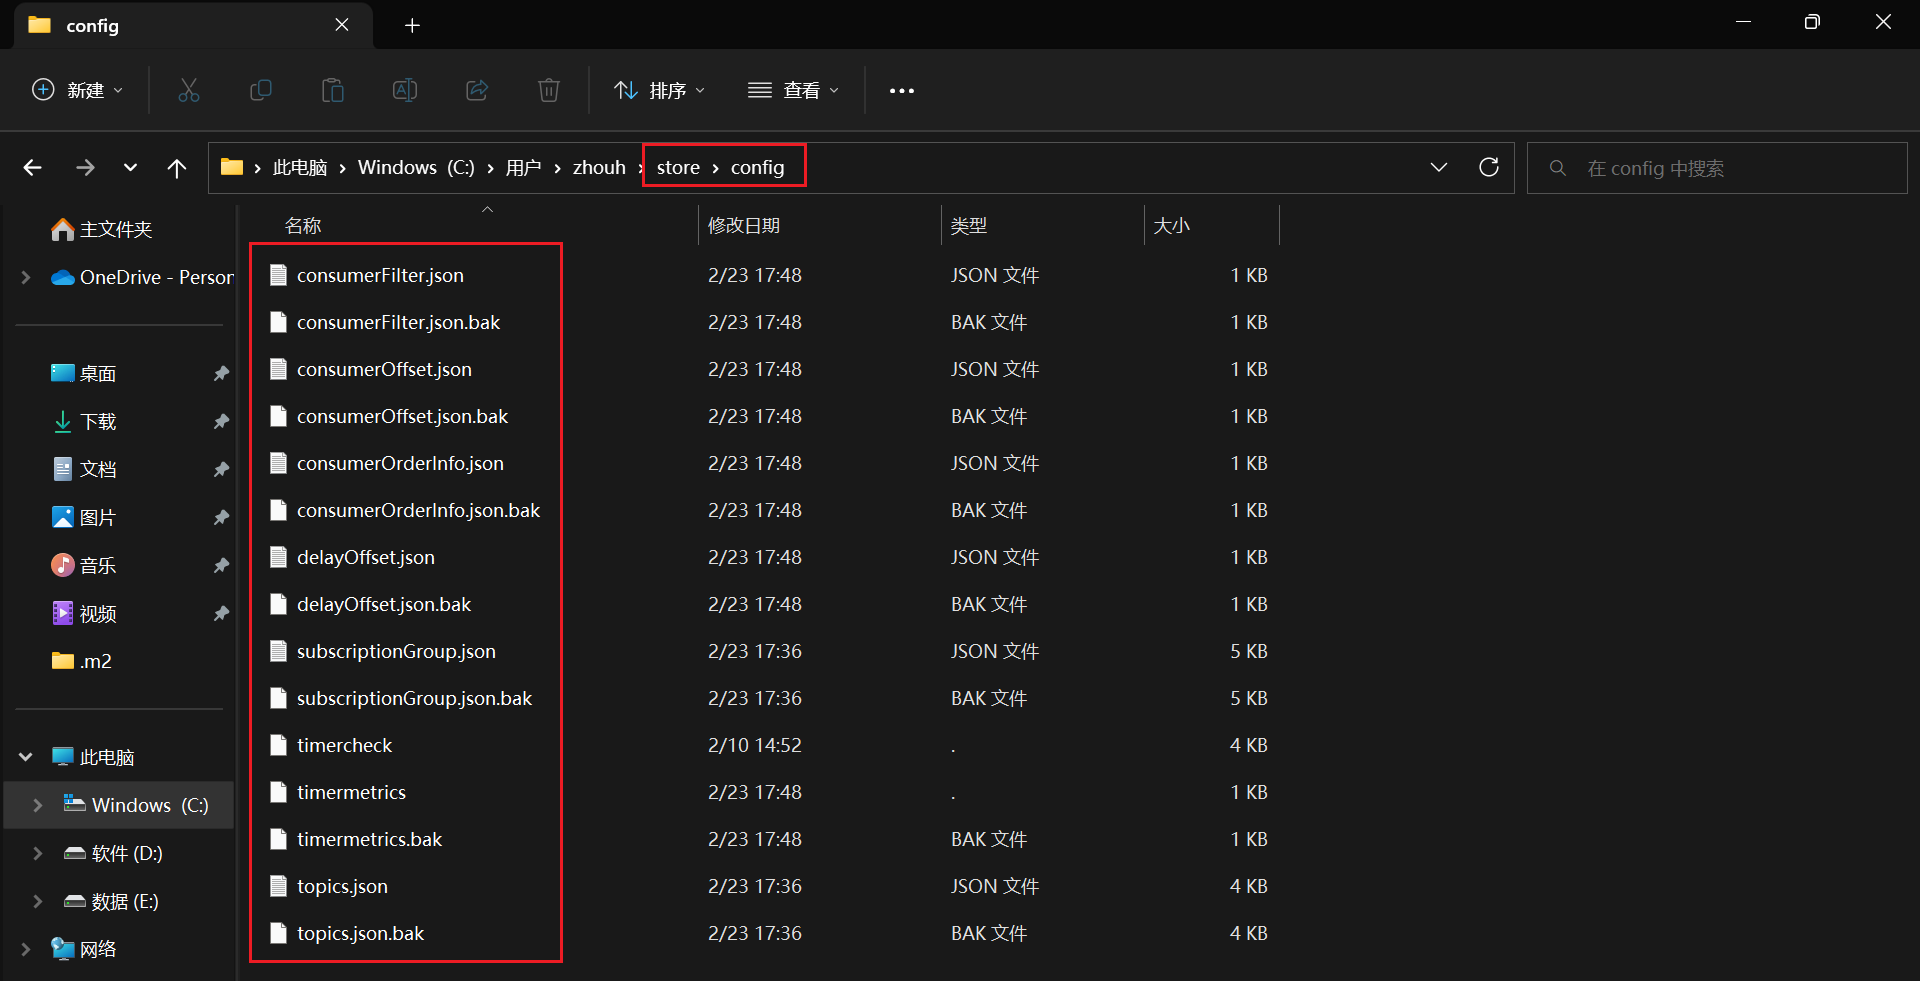 config
新建
排序
查看
此电脑 > Windows (C:) > 用户 > zhouh > store > config
在 config 中搜索
主文件夹
OneDrive - Person
桌面
下载
文档
图片
音乐
视频
.m2
此电脑
Windows (C:)
软件 (D:)
数据 (E:)
网络
名称 修改日期 类型 大小
consumerFilter.json 2/23 17:48 JSON 文件 1 KB
consumerFilter.json.bak 2/23 17:48 BAK 文件 1 KB
consumerOffset.json 2/23 17:48 JSON 文件 1 KB
consumerOffset.json.bak 2/23 17:48 BAK 文件 1 KB
consumerOrderInfo.json 2/23 17:48 JSON 文件 1 KB
consumerOrderInfo.json.bak 2/23 17:48 BAK 文件 1 KB
delayOffset.json 2/23 17:48 JSON 文件 1 KB
delayOffset.json.bak 2/23 17:48 BAK 文件 1 KB
subscriptionGroup.json 2/23 17:36 JSON 文件 5 KB
subscriptionGroup.json.bak 2/23 17:36 BAK 文件 5 KB
timercheck 2/10 14:52 . 4 KB
timermetrics 2/23 17:48 . 1 KB
timermetrics.bak 2/23 17:48 BAK 文件 1 KB
topics.json 2/23 17:36 JSON 文件 4 KB
topics.json.bak 2/23 17:36 BAK 文件 4 KB